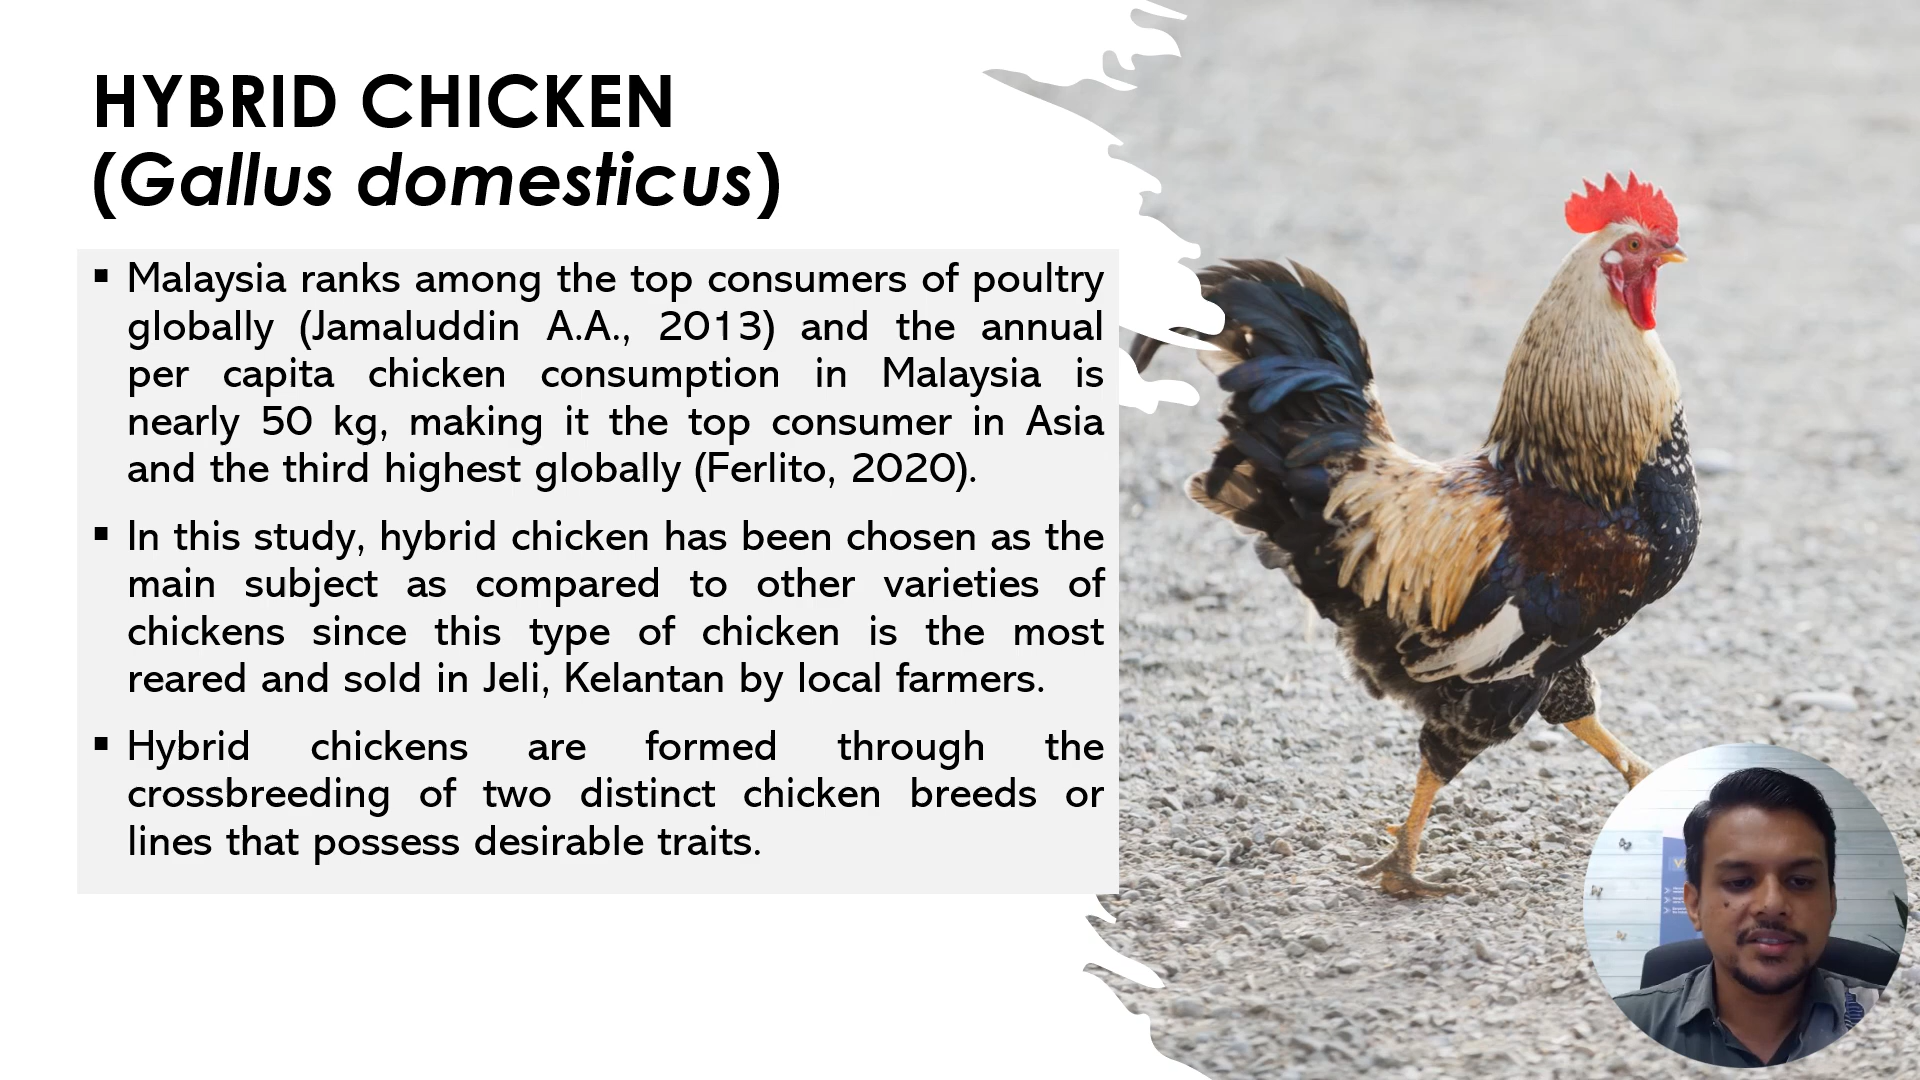 HYBRID CHICKEN
(Gallus domesticus)
▪ Malaysia ranks among the top consumers of poultry
globally (Jamaluddin A.A., 2013) and the annual
per capita chicken consumption in Malaysia is
nearly 50 kg, making it the top consumer in Asia
and the third highest globally (Ferlito, 2020).
▪ In this study, hybrid chicken has been chosen as the
main subject as compared to other varieties of
chickens since this type of chicken is the most
reared and sold in Jeli, Kelantan by local farmers.
▪ Hybrid chickens are formed through the
crossbreeding of two distinct chicken breeds or
lines that possess desirable traits.